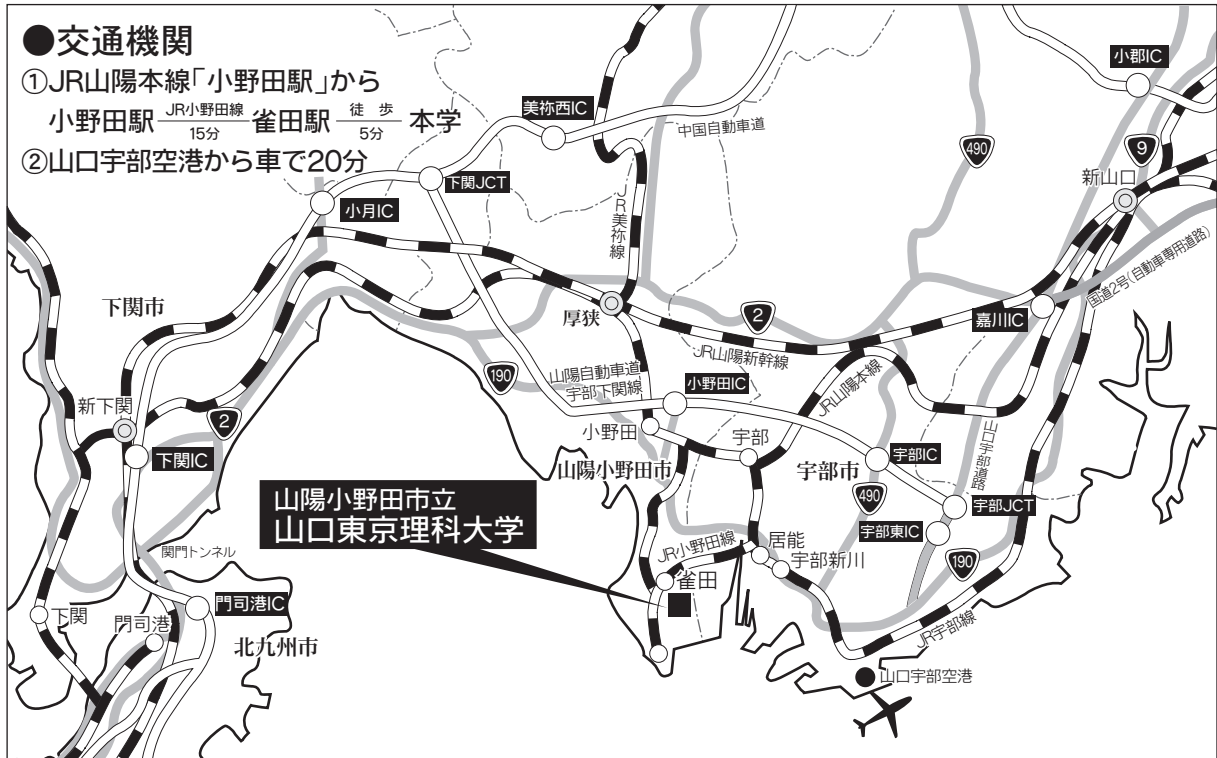 ●交通機関
①JR山陽本線「小野田駅」から
小野田駅 JR小野田線 15分 雀田駅 徒歩 5分 本学
②山口宇部空港から車で20分
小郡IC
美祢西IC
中国自動車道
490
9
新山口
下関JCT
小月IC
JR美祢線
国道2号(自動車専用道路)
下関市
厚狭
2
嘉川IC
JR山陽新幹線
190
山陽自動車道
宇部下関線
小野田IC
JR山陽本線
新下関
2
小野田
宇部
山口宇部道路
下関IC
山陽小野田市
宇部市
宇部IC
490
宇部JCT
山陽小野田市立
山口東京理科大学
宇部東IC
関門トンネル
JR小野田線
居能
宇部新川
190
雀田
下関
門司港
門司港IC
北九州市
JR宇部線
山口宇部空港